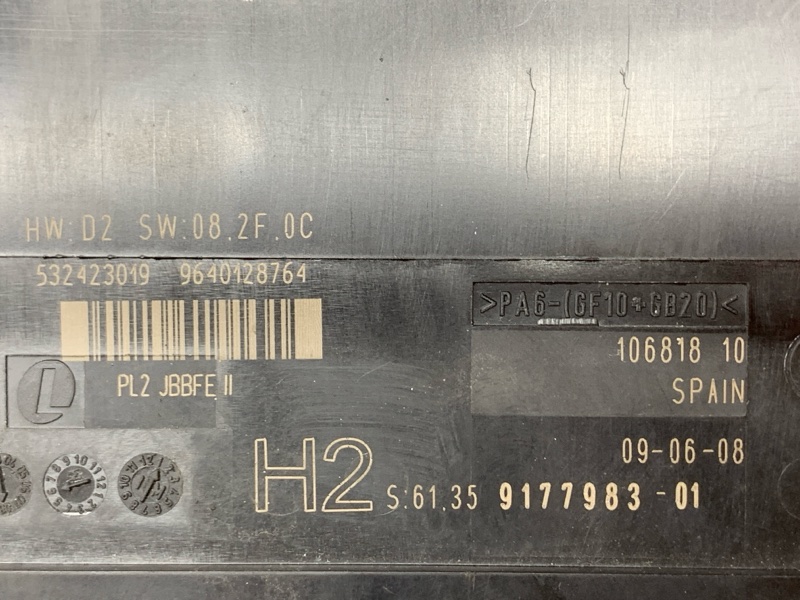 HW:D2 SW:08.2F.0C
532423019 9640128764
>PA6-(GF10+GB20)<
106818 10
PL2 JBBFE II
SPAIN
09-06-08
H2 S:61.35 9177983-01